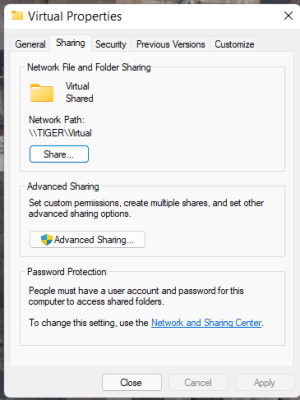 Virtual Properties
General Sharing Security Previous Versions Customize
Network File and Folder Sharing
Virtual
Shared
Network Path:
\\TIGER\Virtual
Share...
Advanced Sharing
Set custom permissions, create multiple shares, and set other
advanced sharing options.
Advanced Sharing...
Password Protection
People must have a user account and password for this
computer to access shared folders.
To change this setting, use the Network and Sharing Center.
Close Cancel Apply